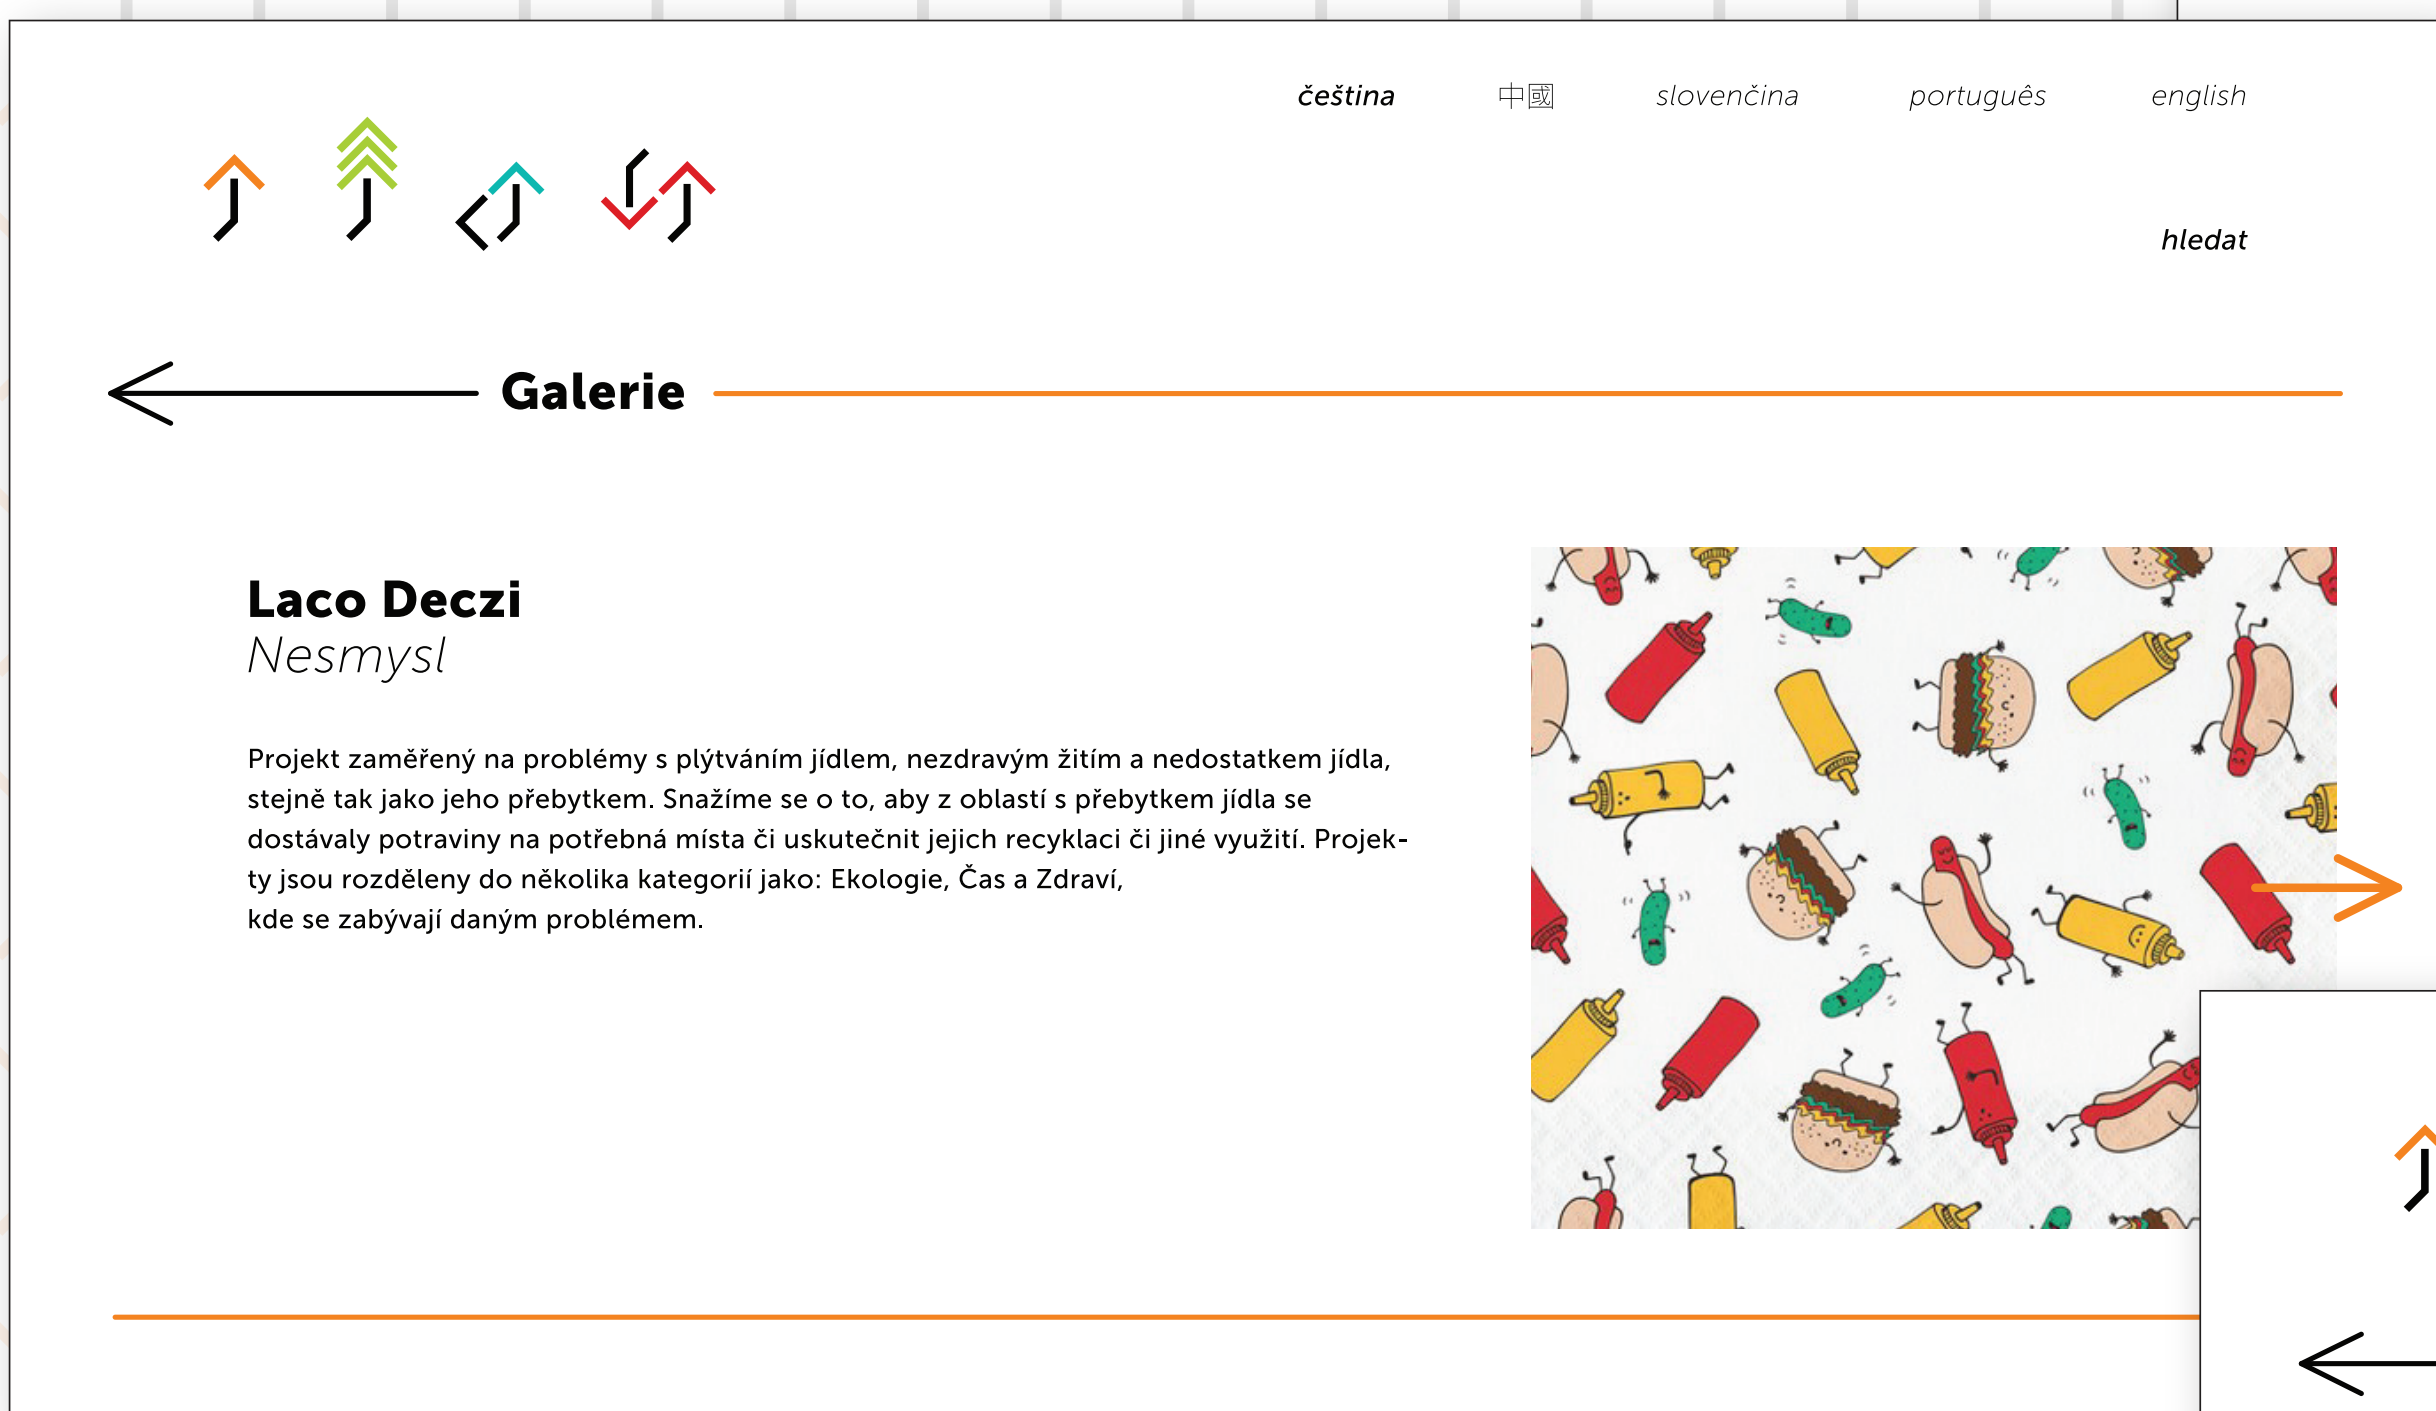 čeština 中國 slovenčina português english
hledat
Galerie
Laco Deczi
Nesmysl
Projekt zaměřený na problémy s plýtváním jídlem, nezdravým žitím a nedostatkem jídla,
stejně tak jako jeho přebytkem. Snažíme se o to, aby z oblastí s přebytkem jídla se
dostávaly potraviny na potřebná místa či uskutečnit jejich recyklaci či jiné využití. Projek-
ty jsou rozděleny do několika kategorií jako: Ekologie, Čas a Zdraví,
kde se zabývají daným problémem.